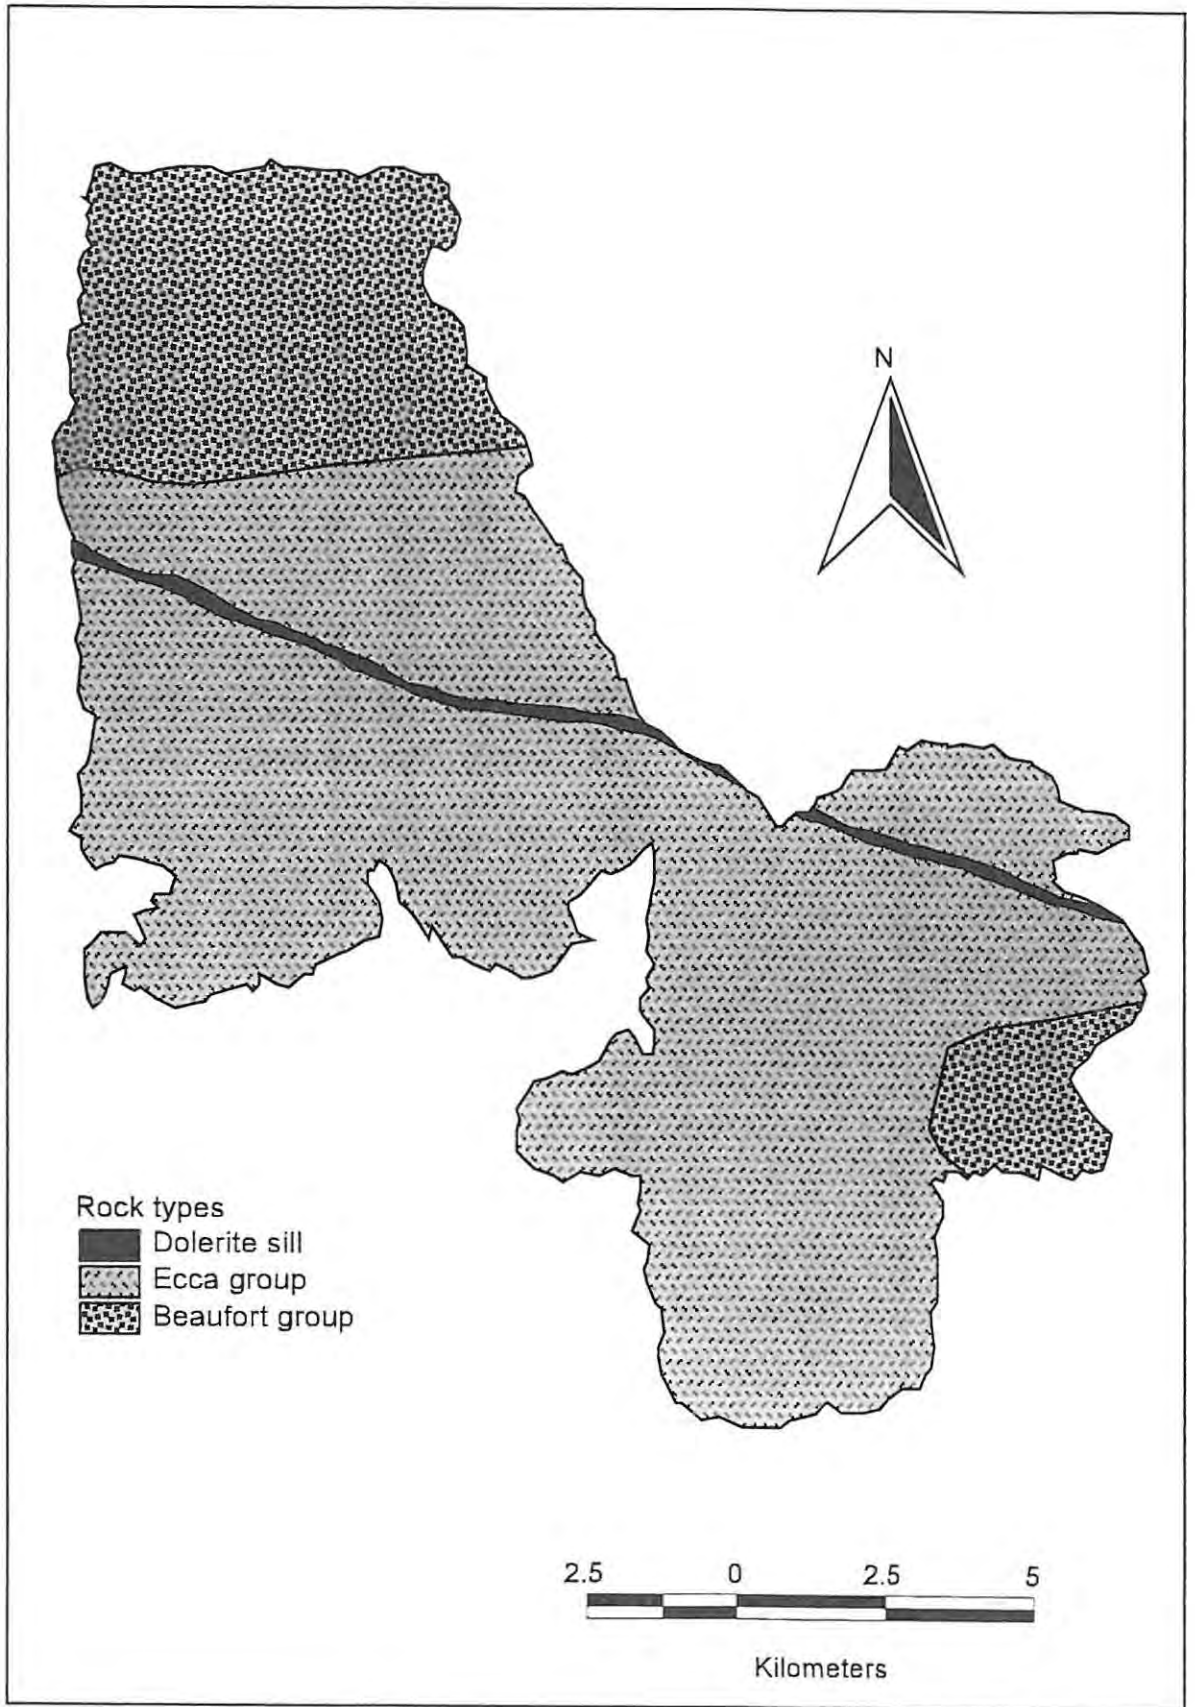 N
Rock types
Dolerite sill
Ecca group
Beaufort group
2.5 0 2.5 5
Kilometers